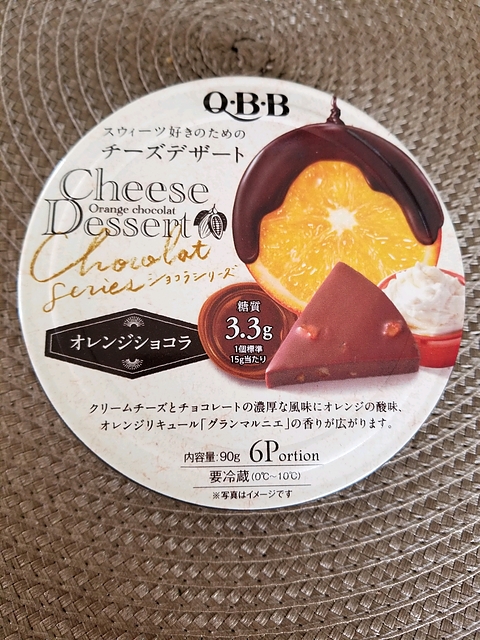 Q・B・B
スウィーツ好きのための
チーズデザート
Cheese
Orange chocolat
Dessert
Chocolat
series ショコラシリーズ
糖質
3.3g
1個標準
15g当たり
オレンジショコラ
クリームチーズとチョコレートの濃厚な風味にオレンジの酸味、
オレンジリキュール「グランマルニエ」の香りが広がります。
内容量:90g 6Portion
要冷蔵(0℃~10℃)
※写真はイメージです